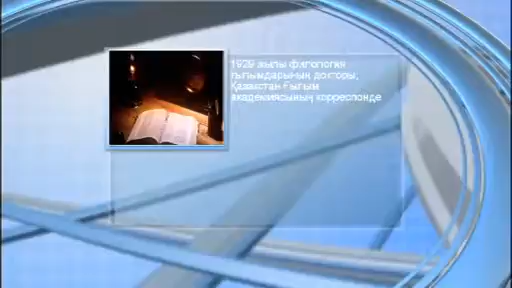 1929 жылы филология
ғылымдарының докторы,
Қазақстан Ғылым
академиясының корреспонде